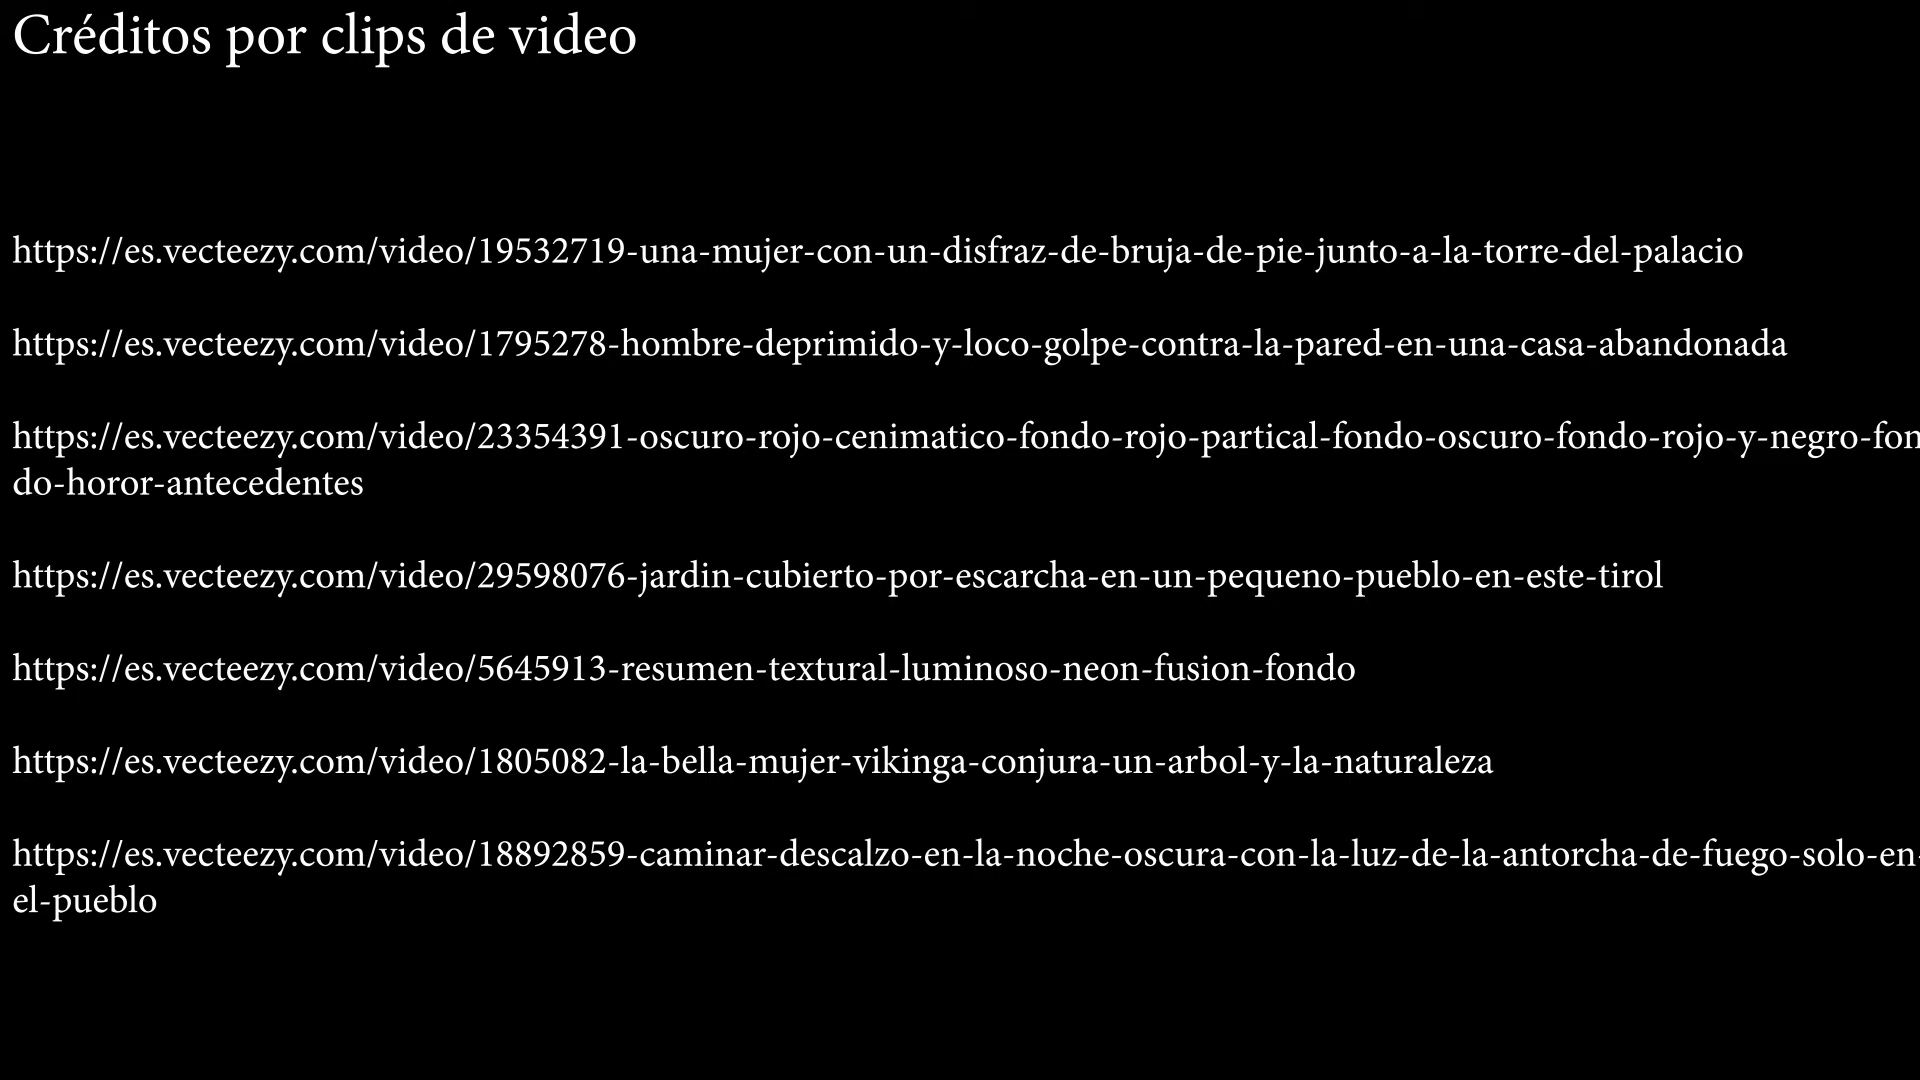 Créditos por clips de video
https://es.vecteezy.com/video/19532719-una-mujer-con-un-disfraz-de-bruja-de-pie-junto-a-la-torre-del-palacio
https://es.vecteezy.com/video/1795278-hombre-deprimido-y-loco-golpe-contra-la-pared-en-una-casa-abandonada
https://es.vecteezy.com/video/23354391-oscuro-rojo-cenimatico-fondo-rojo-partical-fondo-oscuro-fondo-rojo-y-negro-fon
do-horor-antecedentes
https://es.vecteezy.com/video/29598076-jardin-cubierto-por-escarcha-en-un-pequeno-pueblo-en-este-tirol
https://es.vecteezy.com/video/5645913-resumen-textural-luminoso-neon-fusion-fondo
https://es.vecteezy.com/video/1805082-la-bella-mujer-vikinga-conjura-un-arbol-y-la-naturaleza
https://es.vecteezy.com/video/18892859-caminar-descalzo-en-la-noche-oscura-con-la-luz-de-la-antorcha-de-fuego-solo-en-
el-pueblo